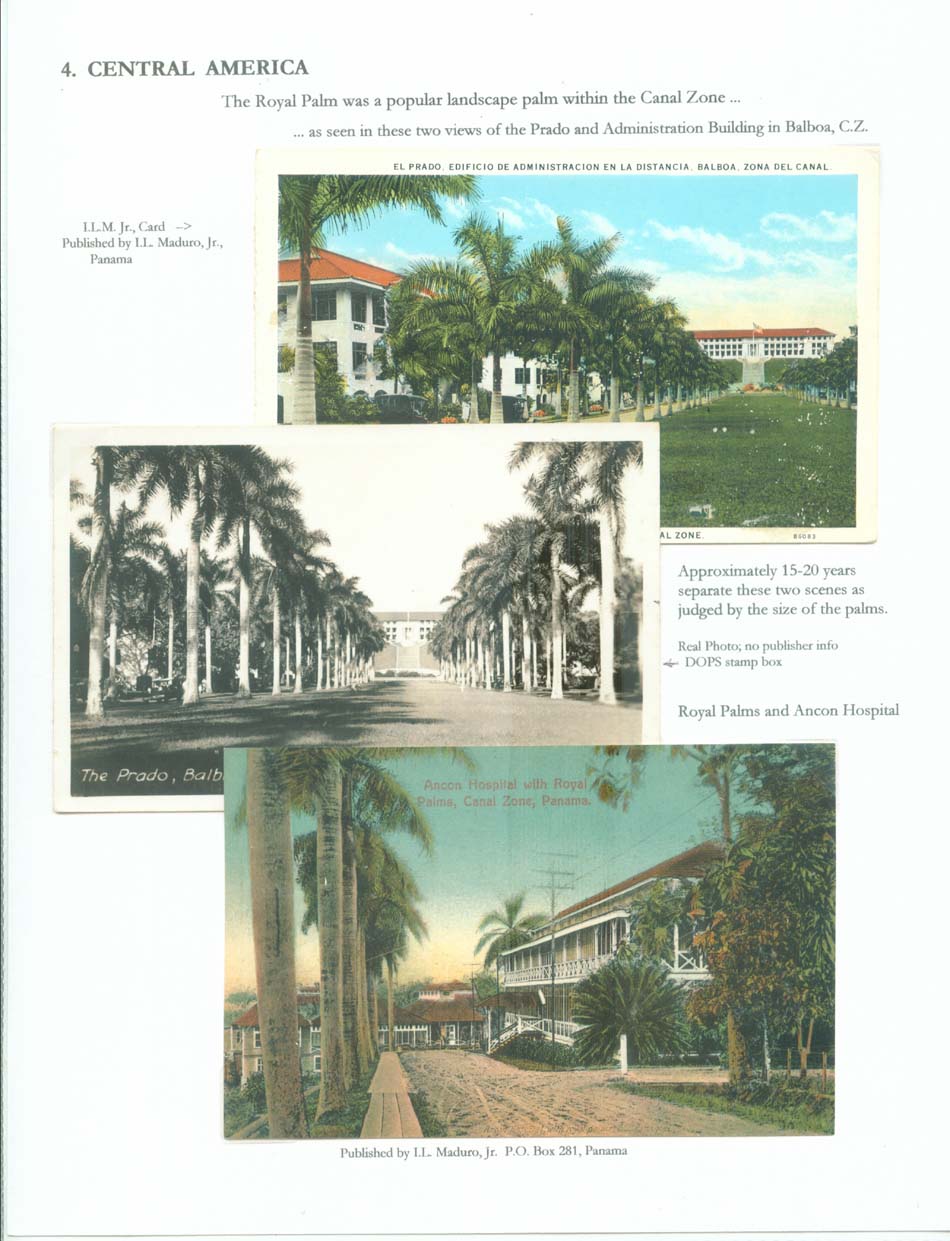 4. CENTRAL AMERICA
The Royal Palm was a popular landscape palm within the Canal Zone ...
... as seen in these two views of the Prado and Administration Building in Balboa, C.Z.
EL PRADO, EDIFICIO DE ADMINISTRACION EN LA DISTANCIA, BALBOA, ZONA DEL CANAL.
I.L.M. Jr., Card –>
Published by I.L. Maduro, Jr.,
Panama
AL ZONE.
85083
Approximately 15-20 years
separate these two scenes as
judged by the size of the palms.
Real Photo; no publisher info
<– DOPS stamp box
Royal Palms and Ancon Hospital
The Prado, Balb
Ancon Hospital with Royal
Palms, Canal Zone, Panama.
Published by I.L. Maduro, Jr. P.O. Box 281, Panama